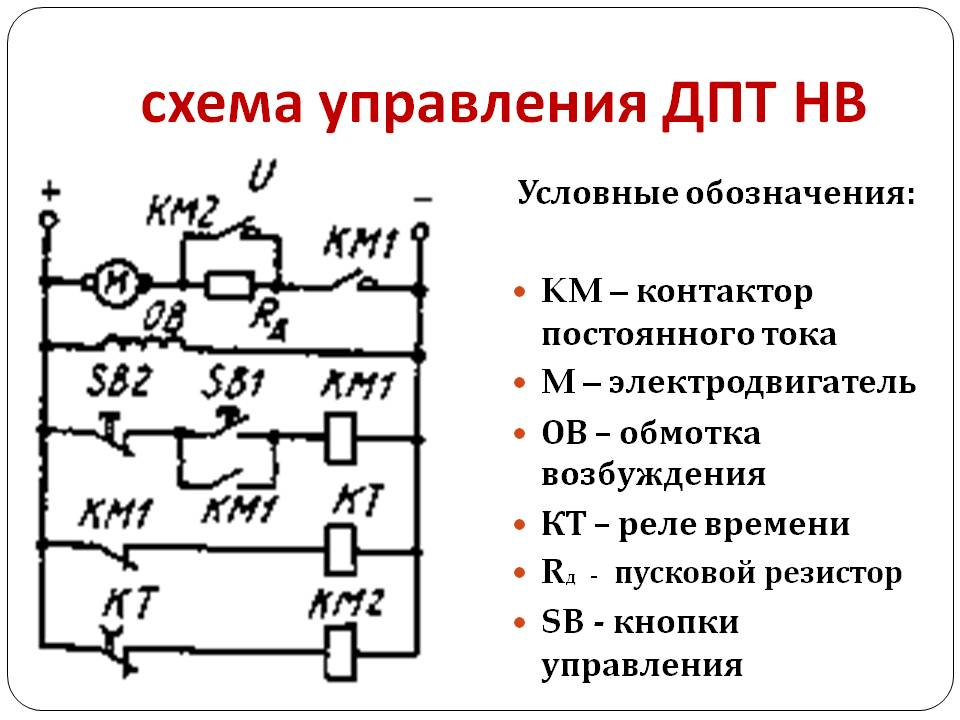 схема управления ДПТ НВ
U
+
–
КМ2
КМ1
М
ОВ
Rд
SB2
SB1
КМ1
КМ1
КМ1
КТ
КТ
КМ2
Условные обозначения:
• КМ – контактор
постоянного тока
• М – электродвигатель
• ОВ – обмотка
возбуждения
• КТ – реле времени
• Rд - пусковой резистор
• SB - кнопки
управления